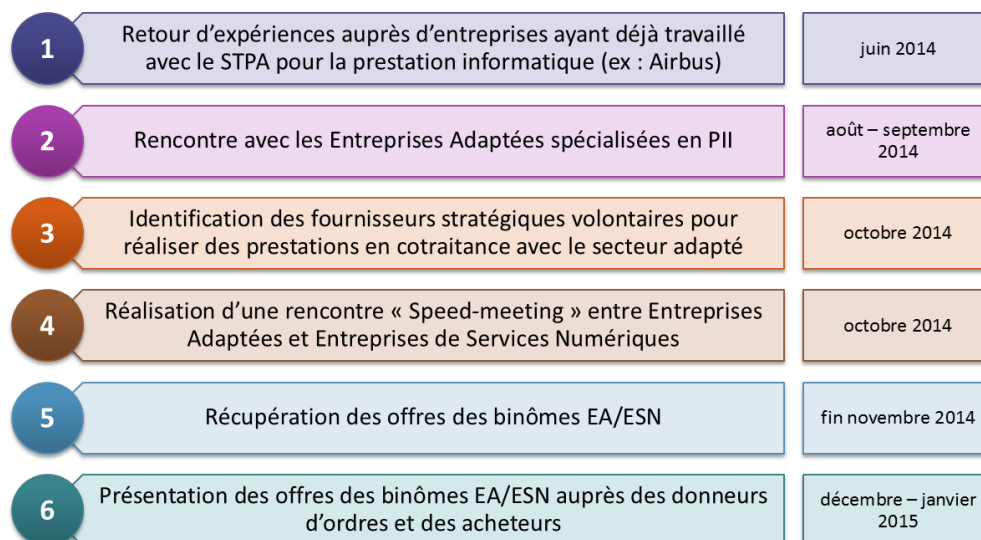 1
Retour d'expériences auprès d'entreprises ayant déjà travaillé
avec le STPA pour la prestation informatique (ex : Airbus)
juin 2014
2
Rencontre avec les Entreprises Adaptées spécialisées en PII
août – septembre
2014
3
Identification des fournisseurs stratégiques volontaires pour
réaliser des prestations en cotraitance avec le secteur adapté
octobre 2014
4
Réalisation d'une rencontre « Speed-meeting » entre Entreprises
Adaptées et Entreprises de Services Numériques
octobre 2014
5
Récupération des offres des binômes EA/ESN
fin novembre 2014
6
Présentation des offres des binômes EA/ESN auprès des donneurs
d'ordres et des acheteurs
décembre – janvier
2015